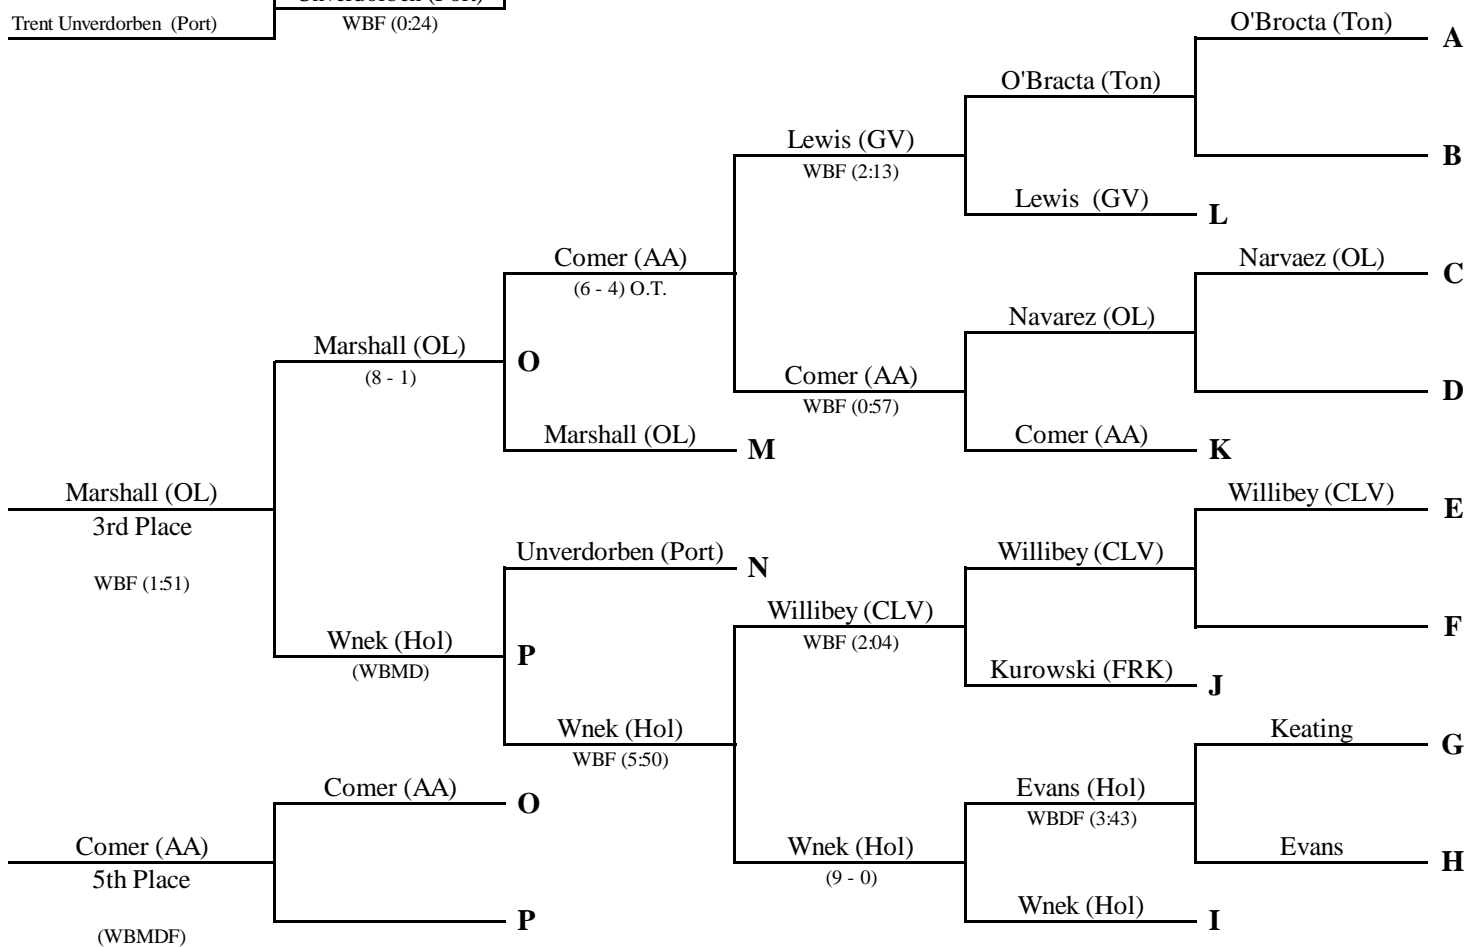 Trent Unverdorben (Port)
WBF (0:24)
O'Brocta (Ton)
A
O'Bracta (Ton)
Lewis (GV)
WBF (2:13)
B
Lewis (GV)
L
Comer (AA)
(6 - 4) O.T.
Narvaez (OL)
C
Navarez (OL)
Marshall (OL)
(8 - 1)
O
Comer (AA)
WBF (0:57)
D
Marshall (OL)
M
Comer (AA)
K
Marshall (OL)
3rd Place
WBF (1:51)
Willibey (CLV)
E
Unverdorben (Port)
N
Willibey (CLV)
Willibey (CLV)
WBF (2:04)
F
Wnek (Hol)
(WBMD)
P
Kurowski (FRK)
J
Wnek (Hol)
WBF (5:50)
Keating
G
Comer (AA)
O
Evans (Hol)
WBDF (3:43)
Comer (AA)
5th Place
(WBMDF)
Wnek (Hol)
(9 - 0)
Evans
H
P
Wnek (Hol)
I